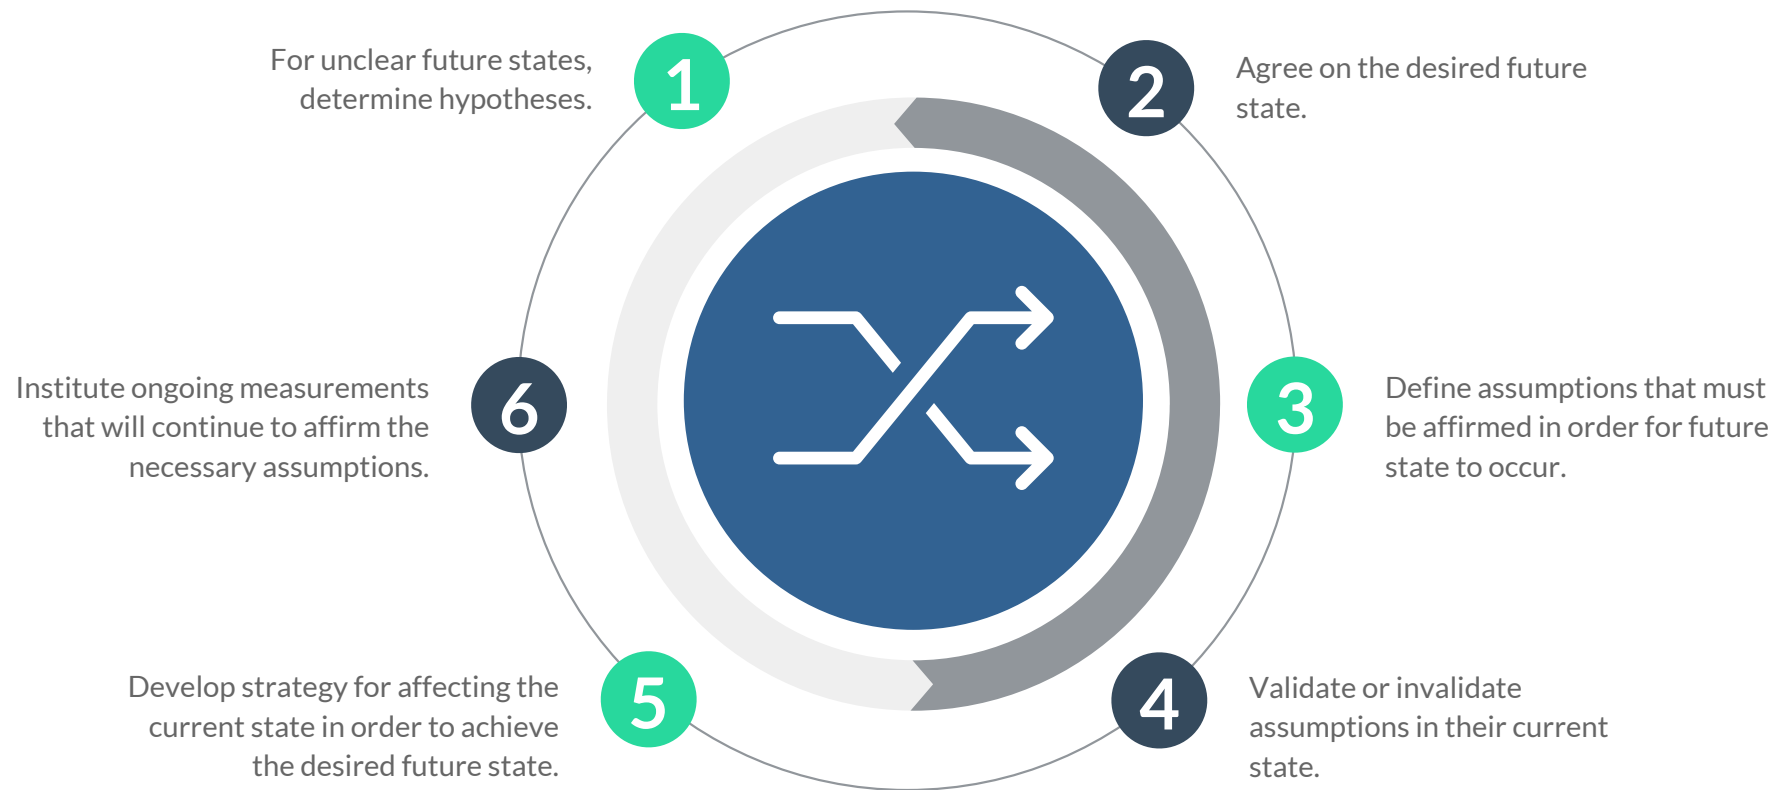 1
For unclear future states,
determine hypotheses.
2
Agree on the desired future
state.
3
Define assumptions that must
be affirmed in order for future
state to occur.
4
Validate or invalidate
assumptions in their current
state.
5
Develop strategy for affecting the
current state in order to achieve
the desired future state.
6
Institute ongoing measurements
that will continue to affirm the
necessary assumptions.